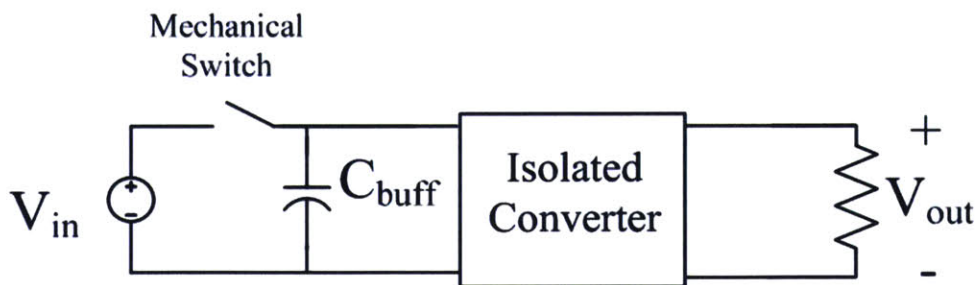 Mechanical
Switch
V_in
+
-
C_buff
Isolated
Converter
+
V_out
-